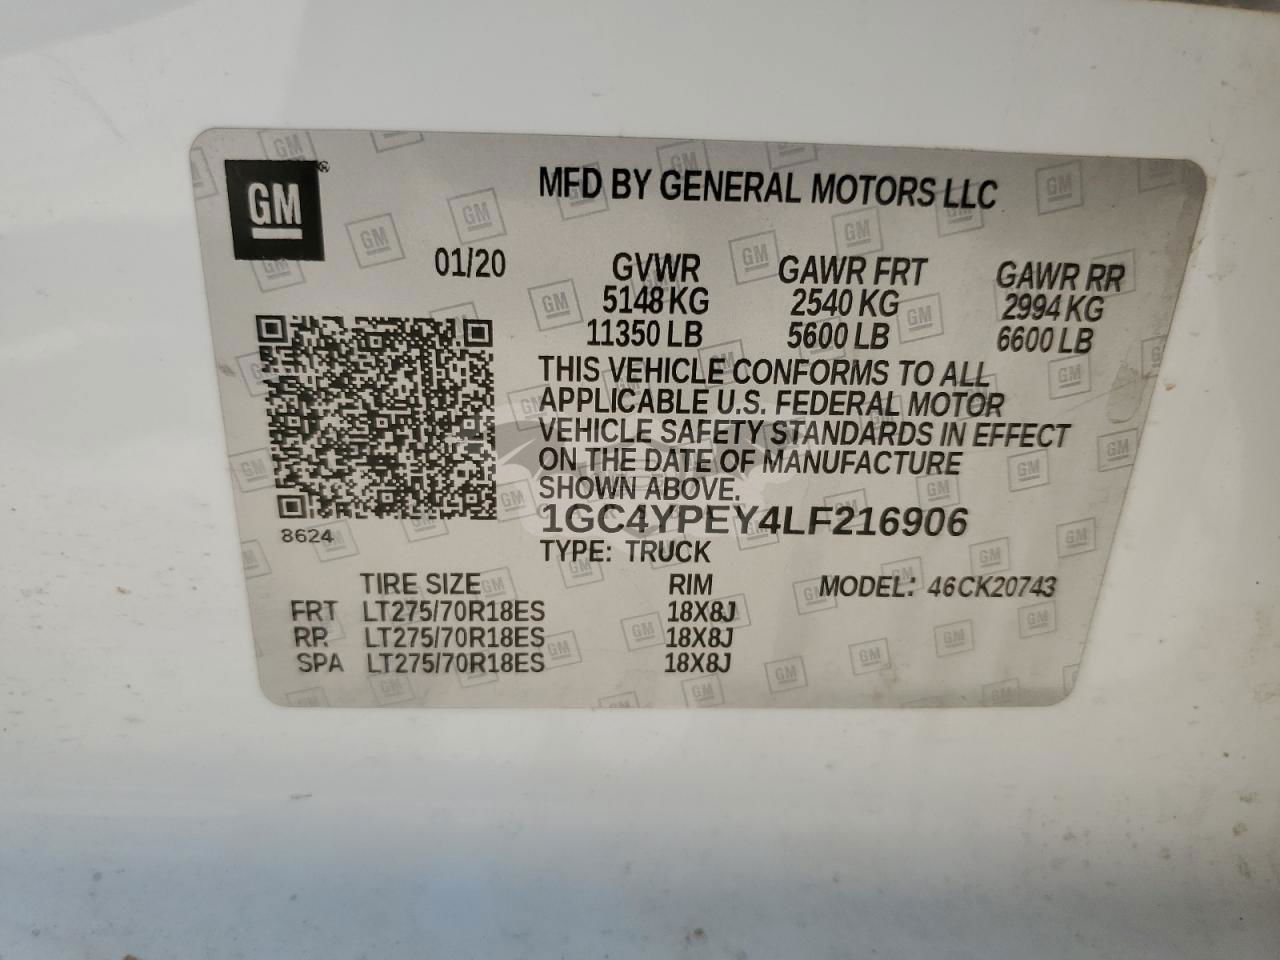 GM®
MFD BY GENERAL MOTORS LLC
01/20 GVWR GAWR FRT GAWR RR
5148 KG 2540 KG 2994 KG
11350 LB 5600 LB 6600 LB
THIS VEHICLE CONFORMS TO ALL
APPLICABLE U.S. FEDERAL MOTOR
VEHICLE SAFETY STANDARDS IN EFFECT
ON THE DATE OF MANUFACTURE
SHOWN ABOVE.
1GC4YPEY4LF216906
8624
TYPE: TRUCK
TIRE SIZE RIM MODEL: 46CK20743
FRT LT275/70R18ES 18X8J
RR LT275/70R18ES 18X8J
SPA LT275/70R18ES 18X8J